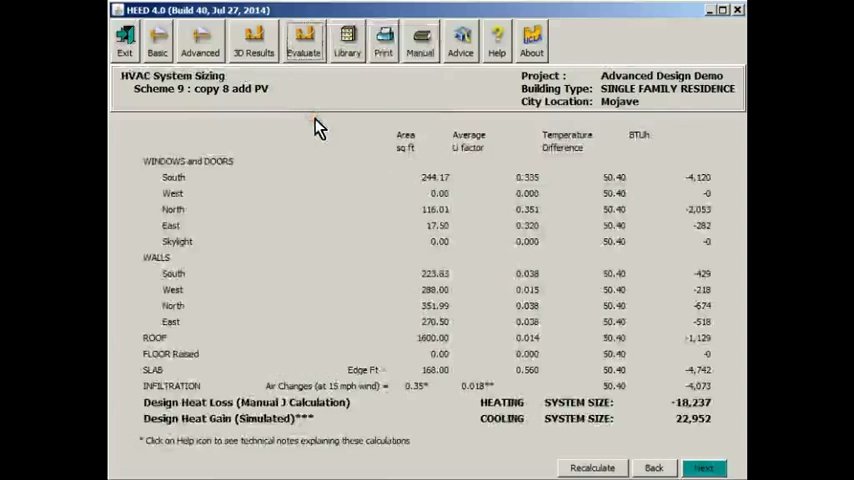 HEED 4.0 (Build 40, Jul 27, 2014)
Exit Basic Advanced 3D Results Evaluate Library Print Manual Advice Help About
HVAC System Sizing
Scheme 9 : copy 8 add PV
Project : Advanced Design Demo
Building Type: SINGLE FAMILY RESIDENCE
City Location: Mojave
Area Average Temperature BTUh
sq ft U factor Difference
WINDOWS and DOORS
South 244.17 0.335 50.40 -4,120
West 0.00 0.000 50.40 -0
North 116.01 0.351 50.40 -2,053
East 17.50 0.320 50.40 -282
Skylight 0.00 0.000 50.40 -0
WALLS
South 223.83 0.038 50.40 -429
West 288.00 0.015 50.40 -218
North 351.99 0.038 50.40 -674
East 270.50 0.038 50.40 -518
ROOF 1600.00 0.014 50.40 -1,129
FLOOR Raised 0.00 0.000 50.40 -0
SLAB Edge Ft - 168.00 0.560 50.40 -4,742
INFILTRATION Air Changes (at 15 mph wind) = 0.35* 0.018** 50.40 -4,073
Design Heat Loss (Manual J Calculation) HEATING SYSTEM SIZE: -18,237
Design Heat Gain (Simulated)*** COOLING SYSTEM SIZE: 22,952
* Click on Help icon to see technical notes explaining these calculations
Recalculate Back Next